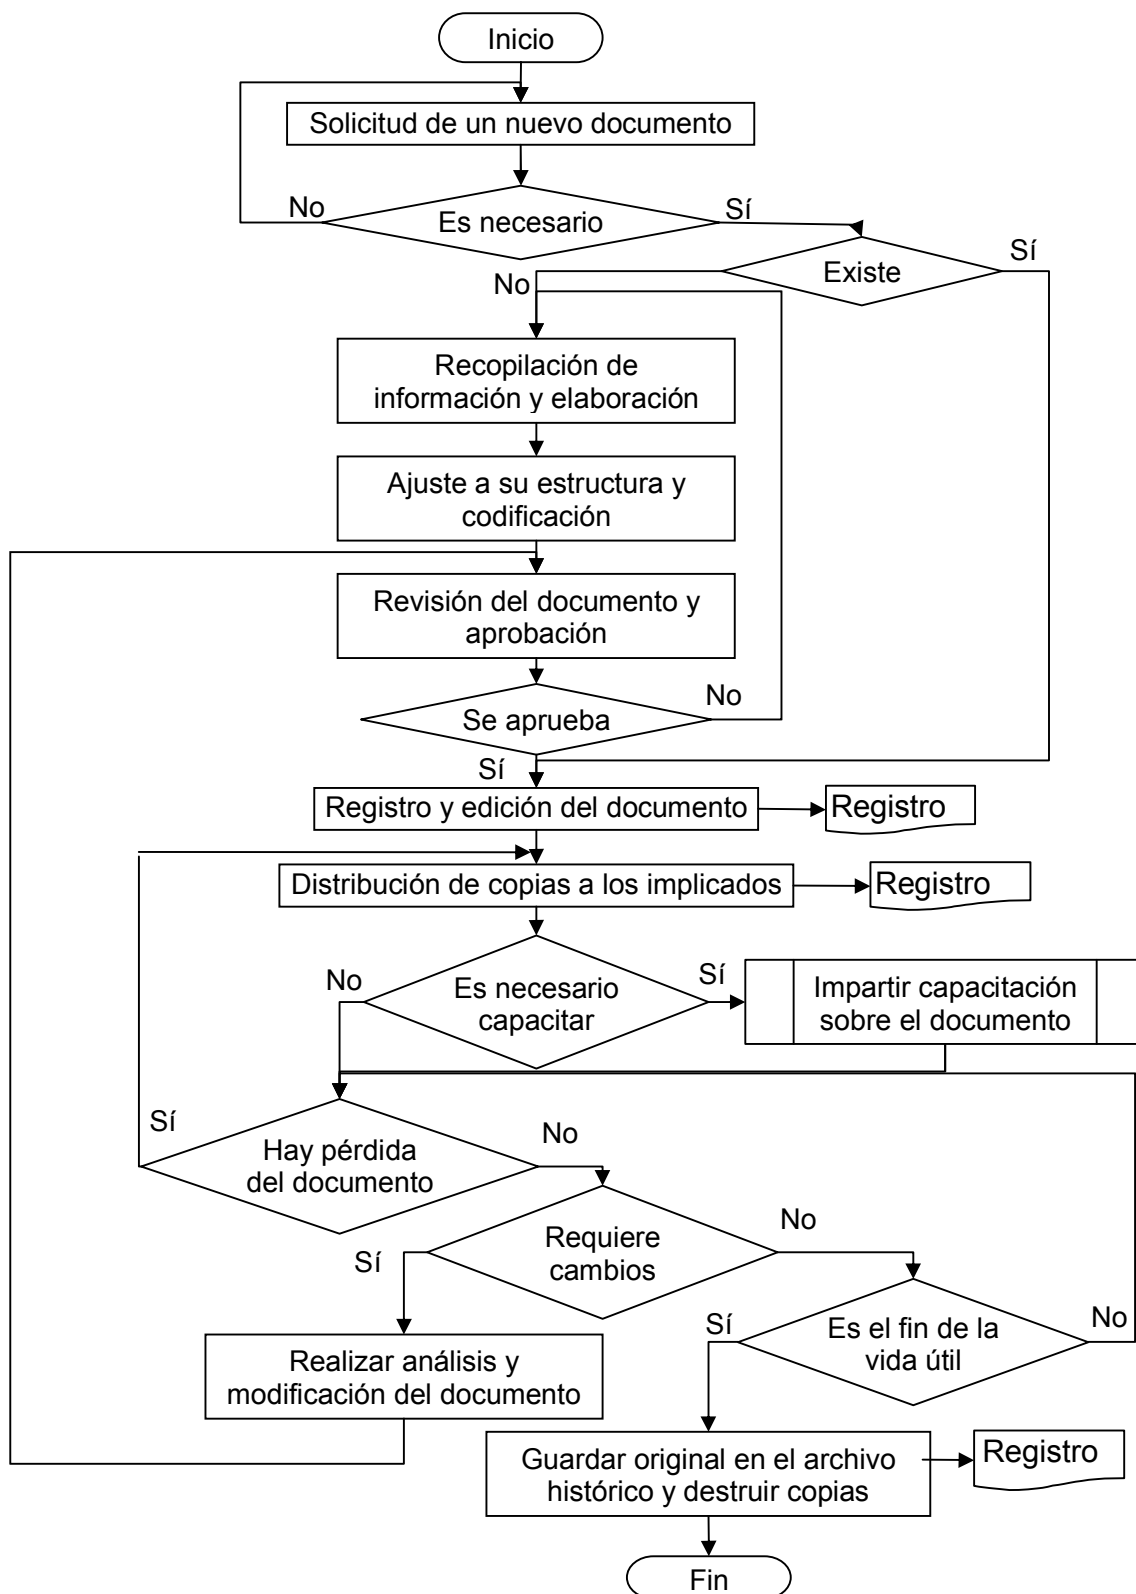 Inicio
Solicitud de un nuevo documento
No
Es necesario
Sí
Existe
Sí
No
Recopilación de
información y elaboración
Ajuste a su estructura y
codificación
Revisión del documento y
aprobación
Se aprueba
No
Sí
Registro y edición del documento
Registro
Distribución de copias a los implicados
Registro
No
Es necesario
capacitar
Sí
Impartir capacitación
sobre el documento
Sí
Hay pérdida
del documento
No
Requiere
cambios
No
Sí
Es el fin de la
vida útil
Sí
No
Realizar análisis y
modificación del documento
Guardar original en el archivo
histórico y destruir copias
Registro
Fin